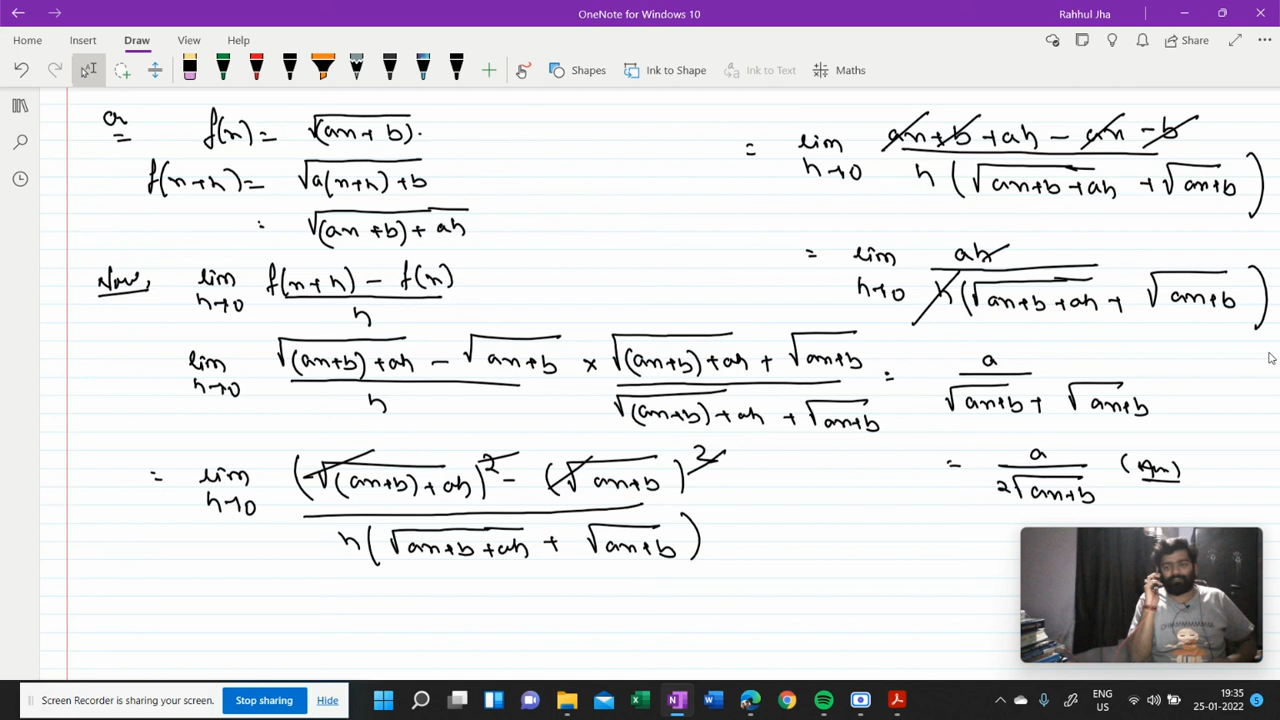 OneNote for Windows 10
Rahhul Jha
Home Insert Draw View Help
Share
Shapes Ink to Shape Ink to Text Maths
Q f(x) = √(ax + b).
f(x+h) = √a(x+h) + b
: √(ax + b) + ah
Now, lim h→0 f(x+h) − f(x) / h
lim h→0 √(ax+b) + ah − √ax+b / h × √(ax+b) + ah + √ax+b / √(ax+b) + ah + √ax+b
= lim h→0 (√(ax+b) + ah)² − (√ax+b)² / h(√ax+b+ah + √ax+b)
= lim h→0 ax+b + ah − ax − b / h(√ax+b+ah + √ax+b)
= lim h→0 ah / h(√ax+b+ah + √ax+b)
= a / √ax+b + √ax+b
= a / 2√ax+b (Ans)
OHMMMMMMMM
Screen Recorder is sharing your screen. Stop sharing Hide
ENG
US
19:35
25-01-2022
5